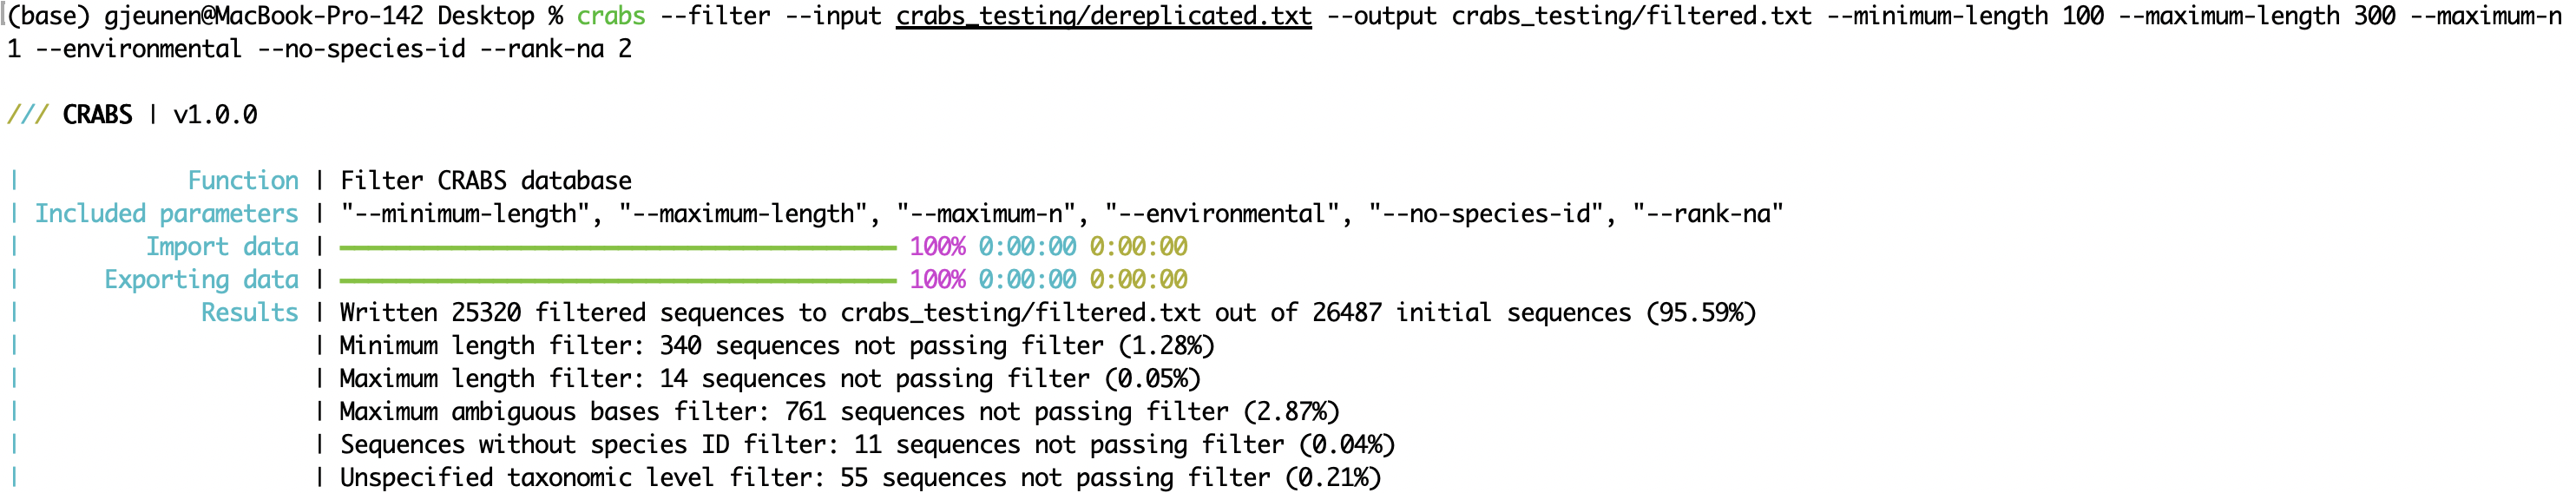 (base) gjeunen@MacBook-Pro-142 Desktop % crabs --filter --input crabs_testing/dereplicated.txt --output crabs_testing/filtered.txt --minimum-length 100 --maximum-length 300 --maximum-n
1 --environmental --no-species-id --rank-na 2
/// CRABS | v1.0.0
| Function | Filter CRABS database
| Included parameters | "--minimum-length", "--maximum-length", "--maximum-n", "--environmental", "--no-species-id", "--rank-na"
| Import data | 100% 0:00:00 0:00:00
| Exporting data | 100% 0:00:00 0:00:00
| Results | Written 25320 filtered sequences to crabs_testing/filtered.txt out of 26487 initial sequences (95.59%)
| | Minimum length filter: 340 sequences not passing filter (1.28%)
| | Maximum length filter: 14 sequences not passing filter (0.05%)
| | Maximum ambiguous bases filter: 761 sequences not passing filter (2.87%)
| | Sequences without species ID filter: 11 sequences not passing filter (0.04%)
| | Unspecified taxonomic level filter: 55 sequences not passing filter (0.21%)